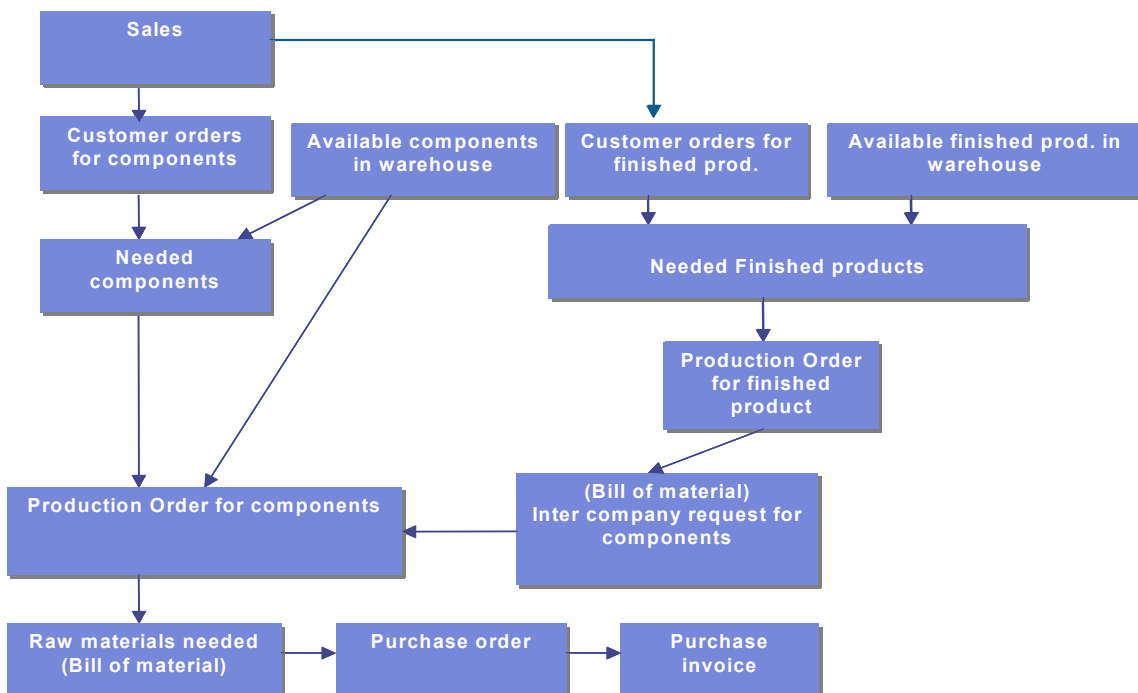 Sales
Customer orders
for components
Available components
in warehouse
Customer orders for
finished prod.
Available finished prod. in
warehouse
Needed
components
Needed Finished products
Production Order
for finished
product
Production Order for components
(Bill of material)
Inter company request for
components
Raw materials needed
(Bill of material)
Purchase order
Purchase
invoice